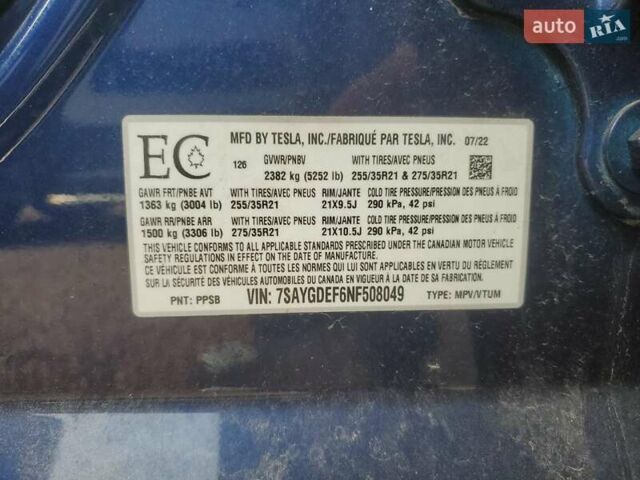 auto RIA .com
EC
MFD BY TESLA, INC./FABRIQUÉ PAR TESLA, INC. 07/22
126 GVWR/PNBV WITH TIRES/AVEC PNEUS
2382 kg (5252 lb) 255/35R21 & 275/35R21
GAWR FRT/PNBE AVT WITH TIRES/AVEC PNEUS RIM/JANTE COLD TIRE PRESSURE/PRESSION DES PNEUS À FROID
1363 kg (3004 lb) 255/35R21 21X9.5J 290 kPa, 42 psi
GAWR RR/PNBE ARR WITH TIRES/AVEC PNEUS RIM/JANTE COLD TIRE PRESSURE/PRESSION DES PNEUS À FROID
1500 kg (3306 lb) 275/35R21 21X10.5J 290 kPa, 42 psi
THIS VEHICLE CONFORMS TO ALL APPLICABLE STANDARDS PRESCRIBED UNDER THE CANADIAN MOTOR VEHICLE
SAFETY REGULATIONS IN EFFECT ON THE DATE OF MANUFACTURE
CE VÉHICULE EST CONFORME À TOUTES LES NORMES QUI LUI SONT APPLICABLES EN VERTU DU RÈGLEMENT
SUR LA SÉCURITÉ DES VÉHICULES AUTOMOBILES DU CANADA EN VIGUEUR À LA DATE DE SA FABRICATION
PNT: PPSB VIN: 7SAYGDEF6NF508049 TYPE: MPV/VTUM